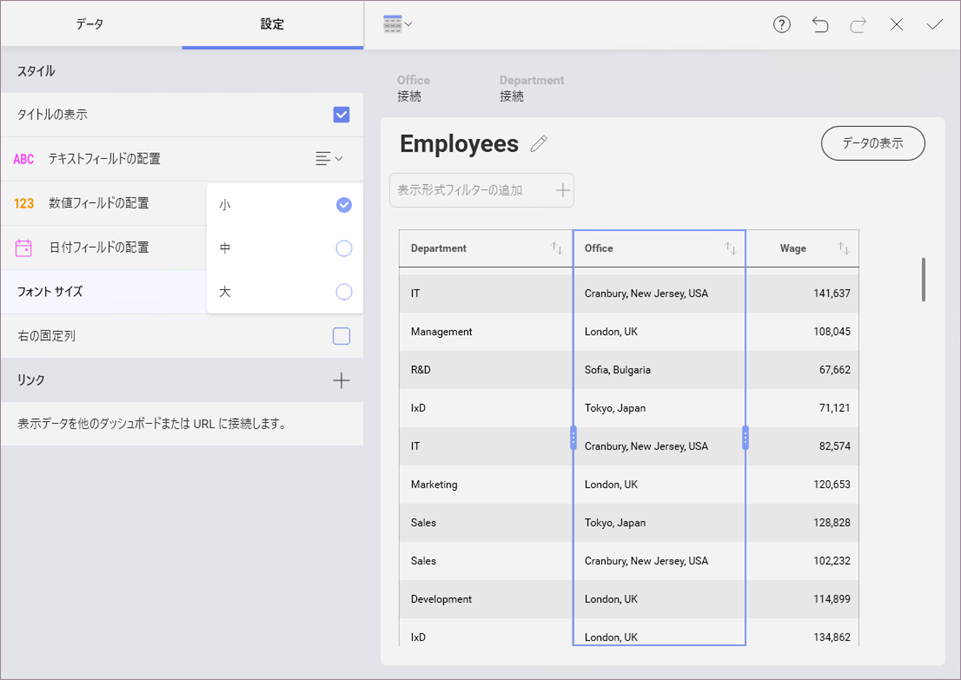 データ 設定
スタイル
タイトルの表示
ABC テキストフィールドの配置
123 数値フィールドの配置
日付フィールドの配置
フォント サイズ
小
中
大
右の固定列
リンク
表示データを他のダッシュボードまたは URL に接続します。
?
Office Department
接続 接続
Employees
データの表示
表示形式フィルターの追加
Department Office Wage
IT Cranbury, New Jersey, USA 141,637
Management London, UK 108,045
R&D Sofia, Bulgaria 67,662
IxD Tokyo, Japan 71,121
IT Cranbury, New Jersey, USA 82,574
Marketing London, UK 120,653
Sales Tokyo, Japan 128,828
Sales Cranbury, New Jersey, USA 102,232
Development London, UK 114,899
IxD London, UK 134,862